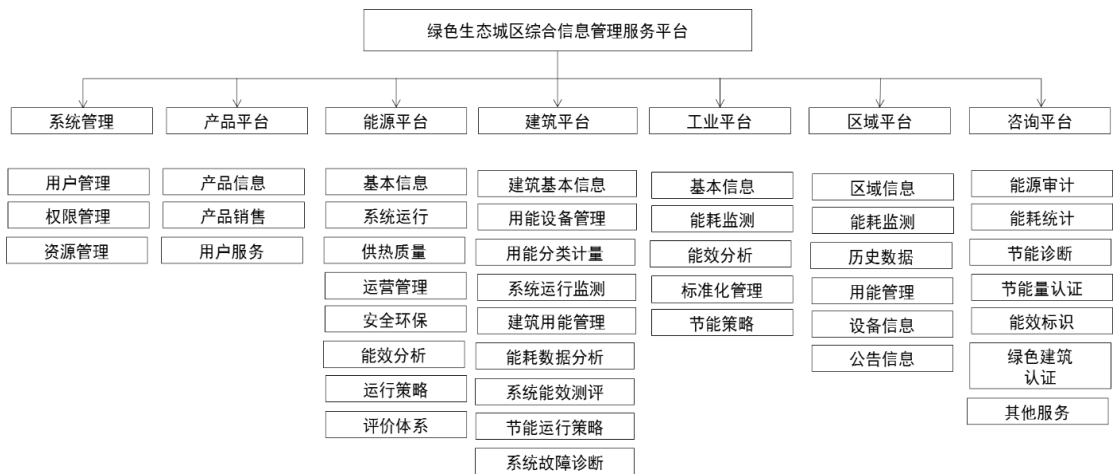 绿色生态城区综合信息管理服务平台
系统管理
产品平台
能源平台
建筑平台
工业平台
区域平台
咨询平台
用户管理
权限管理
资源管理
产品信息
产品销售
用户服务
基本信息
系统运行
供热质量
运营管理
安全环保
能效分析
运行策略
评价体系
建筑基本信息
用能设备管理
用能分类计量
系统运行监测
建筑用能管理
能耗数据分析
系统能效测评
节能运行策略
系统故障诊断
基本信息
能耗监测
能效分析
标准化管理
节能策略
区域信息
能耗监测
历史数据
用能管理
设备信息
公告信息
能源审计
能耗统计
节能诊断
节能量认证
能效标识
绿色建筑
认证
其他服务